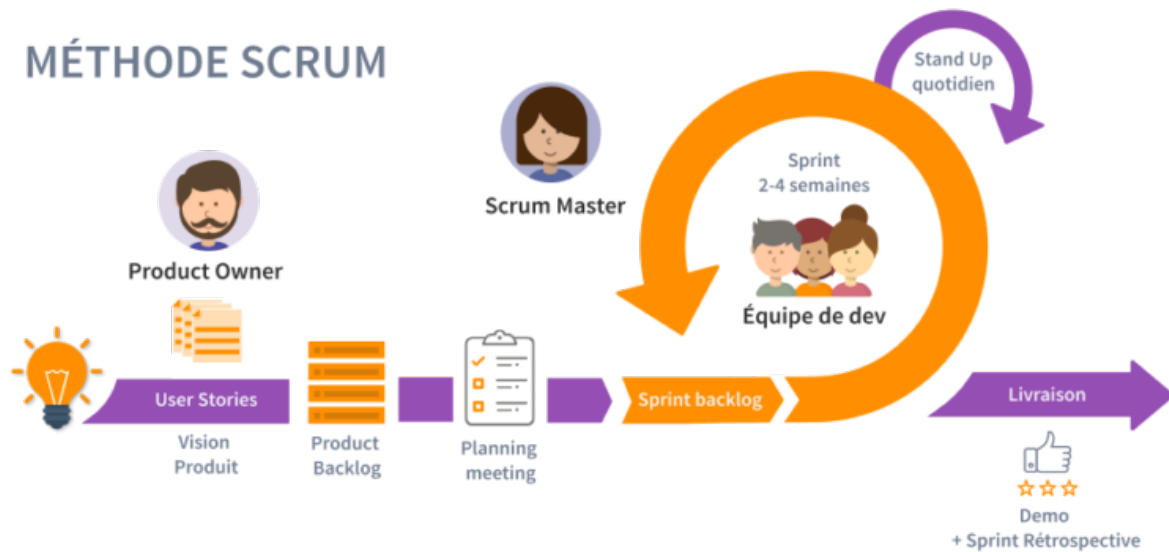 MÉTHODE SCRUM
Stand Up
quotidien
Sprint
2-4 semaines
Scrum Master
Product Owner
Équipe de dev
User Stories
Sprint backlog
Livraison
Vision
Produit
Product
Backlog
Planning
meeting
Demo
+ Sprint Rétrospective